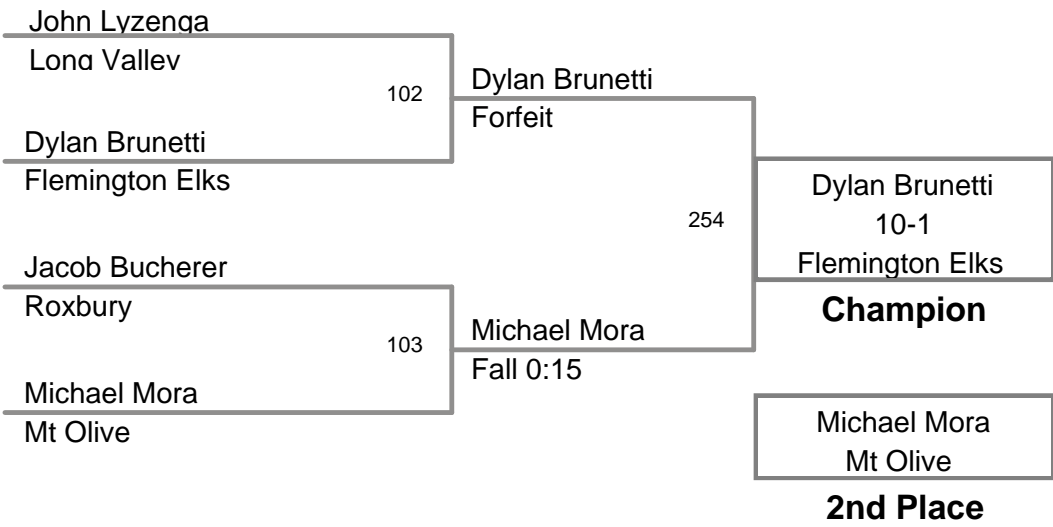 John Lyzenga
Long Valley
102
Dylan Brunetti
Flemington Elks
Dylan Brunetti
Forfeit
Jacob Bucherer
Roxbury
103
Michael Mora
Mt Olive
Michael Mora
Fall 0:15
254
Dylan Brunetti
10-1
Flemington Elks
Champion
Michael Mora
Mt Olive
2nd Place